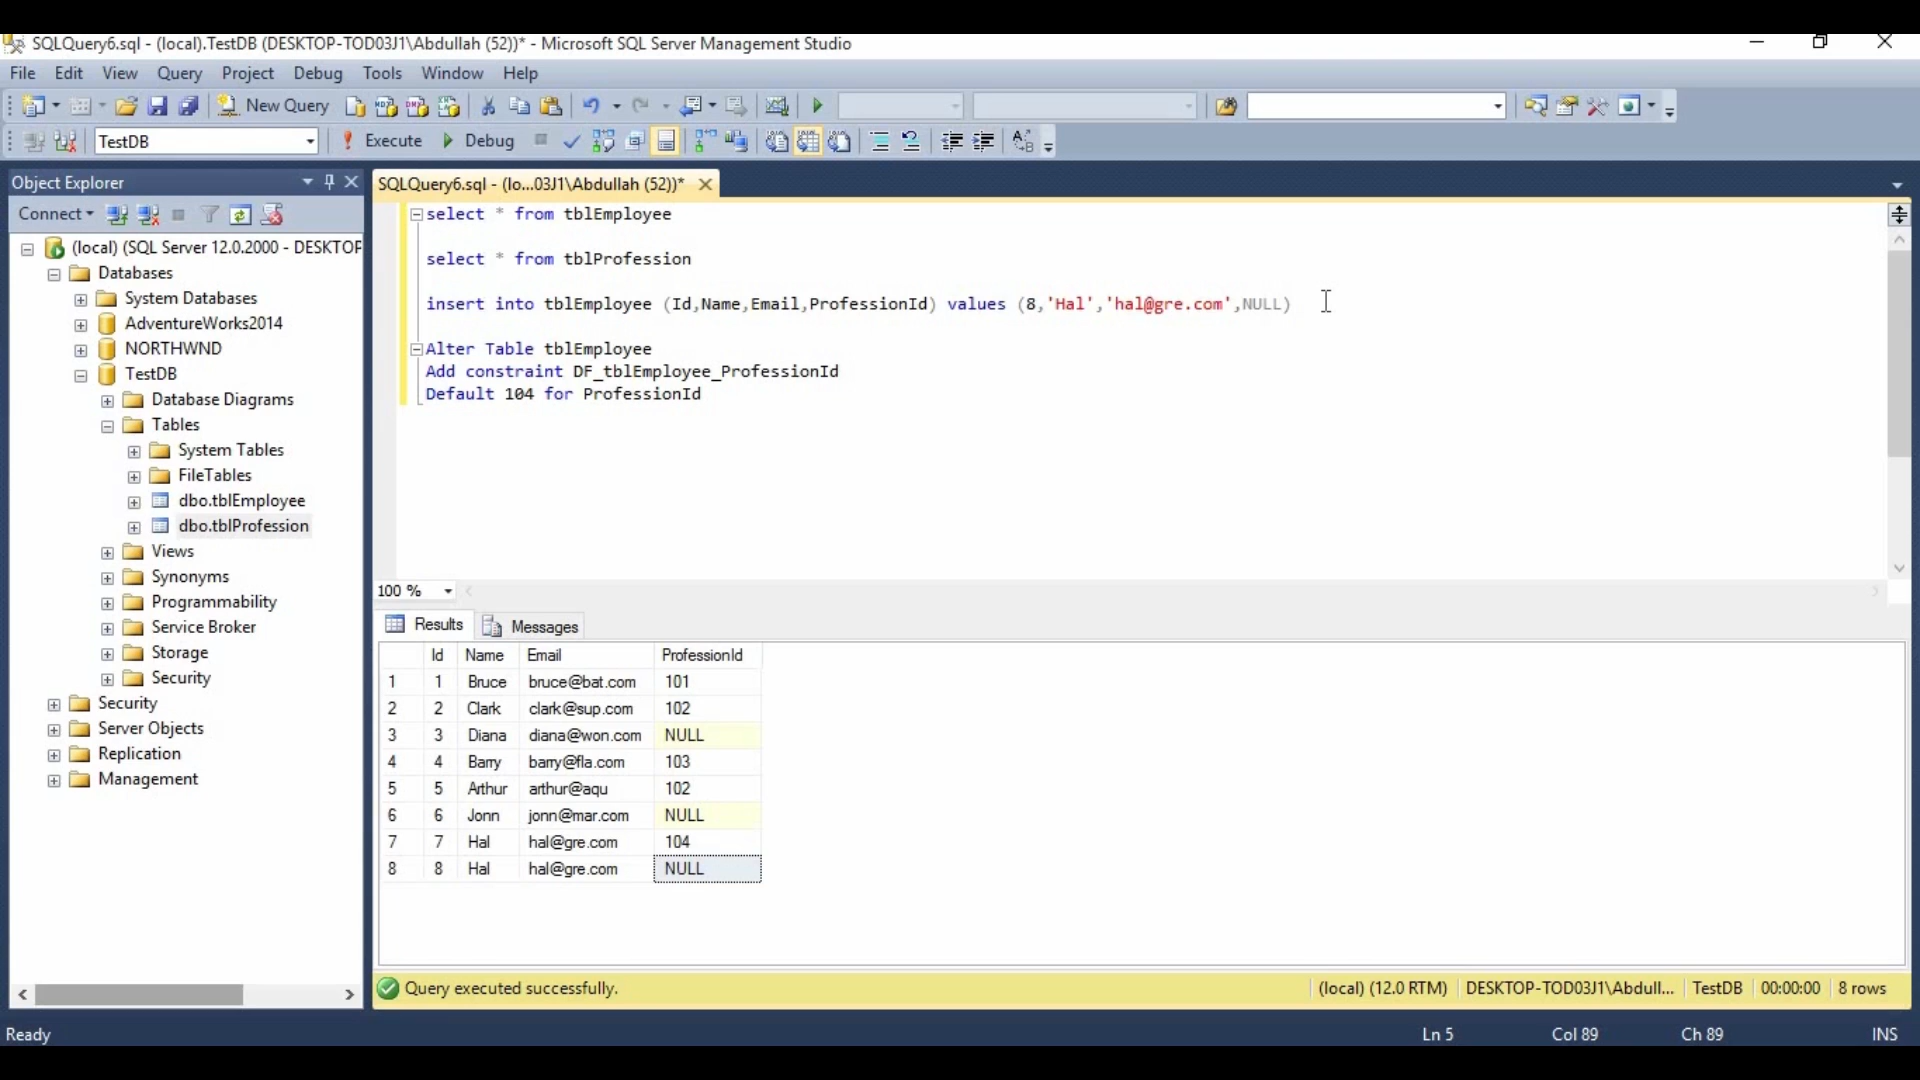 SQLQuery6.sql - (local).TestDB (DESKTOP-TOD03J1\Abdullah (52))* - Microsoft SQL Server Management Studio
File Edit View Query Project Debug Tools Window Help
New Query
TestDB Execute Debug
Object Explorer
SQLQuery6.sql - (lo...03J1\Abdullah (52))*
Connect
(local) (SQL Server 12.0.2000 - DESKTOP
Databases
System Databases
AdventureWorks2014
NORTHWND
TestDB
Database Diagrams
Tables
System Tables
FileTables
dbo.tblEmployee
dbo.tblProfession
Views
Synonyms
Programmability
Service Broker
Storage
Security
Security
Server Objects
Replication
Management
select * from tblEmployee
select * from tblProfession
insert into tblEmployee (Id,Name,Email,ProfessionId) values (8,'Hal','hal@gre.com',NULL)
Alter Table tblEmployee
Add constraint DF_tblEmployee_ProfessionId
Default 104 for ProfessionId
100 %
Results Messages
Id Name Email ProfessionId
1 1 Bruce bruce@bat.com 101
2 2 Clark clark@sup.com 102
3 3 Diana diana@won.com NULL
4 4 Barry barry@fla.com 103
5 5 Arthur arthur@aqu 102
6 6 Jonn jonn@mar.com NULL
7 7 Hal hal@gre.com 104
8 8 Hal hal@gre.com NULL
Query executed successfully. (local) (12.0 RTM) DESKTOP-TOD03J1\Abdull... TestDB 00:00:00 8 rows
Ready Ln 5 Col 89 Ch 89 INS